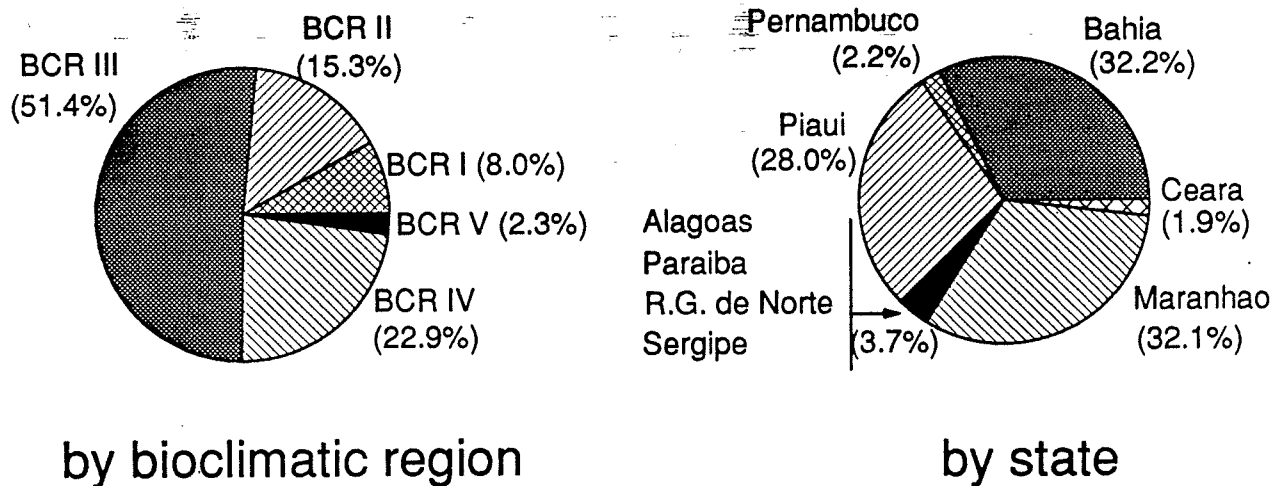 BCR II
(15.3%)
BCR III
(51.4%)
BCR I (8.0%)
BCR V (2.3%)
BCR IV
(22.9%)
by bioclimatic region
Pernambuco
(2.2%)
Bahia
(32.2%)
Piaui
(28.0%)
Ceara
(1.9%)
Alagoas
Paraiba
R.G. de Norte
Sergipe
(3.7%)
Maranhao
(32.1%)
by state